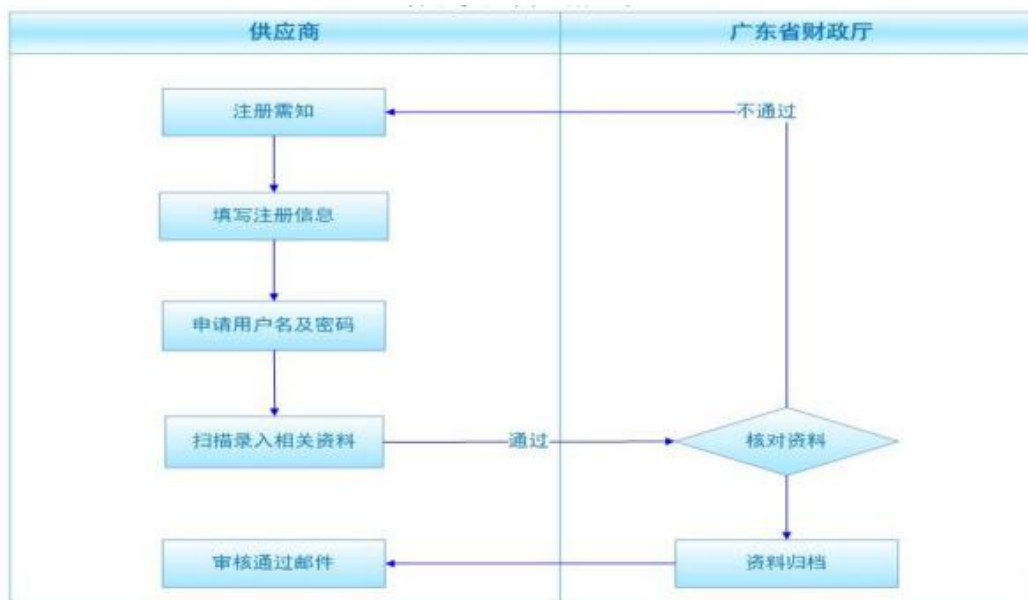 供应商
广东省财政厅
注册需知
不通过
填写注册信息
申请用户名及密码
扫描录入相关资料
通过
核对资料
审核通过邮件
资料归档